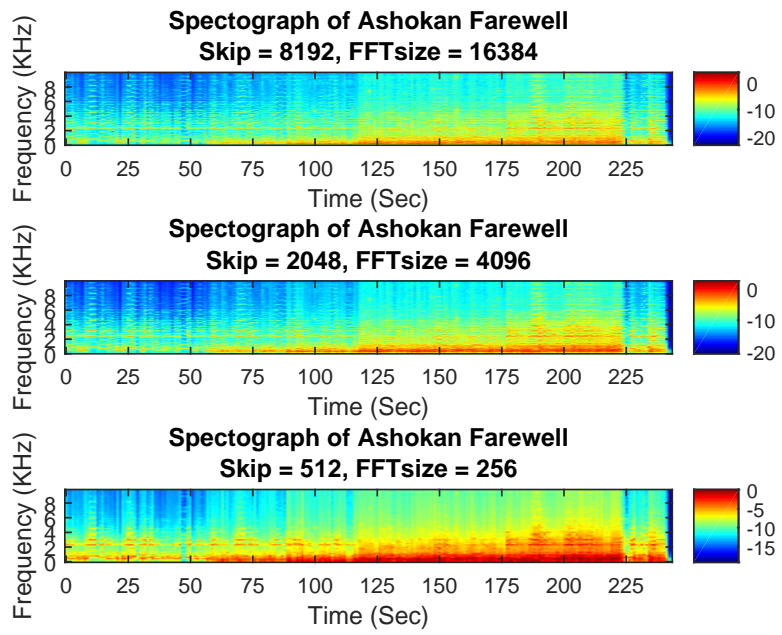 Spectograph of Ashokan Farewell
Skip = 8192, FFTsize = 16384
Frequency (KHz)
8
6
4
2
0
0 25 50 75 100 125 150 175 200 225
Time (Sec)
0
-10
-20
Spectograph of Ashokan Farewell
Skip = 2048, FFTsize = 4096
Frequency (KHz)
8
6
4
2
0
0 25 50 75 100 125 150 175 200 225
Time (Sec)
0
-10
-20
Spectograph of Ashokan Farewell
Skip = 512, FFTsize = 256
Frequency (KHz)
8
6
4
2
0
0 25 50 75 100 125 150 175 200 225
Time (Sec)
0
-5
-10
-15